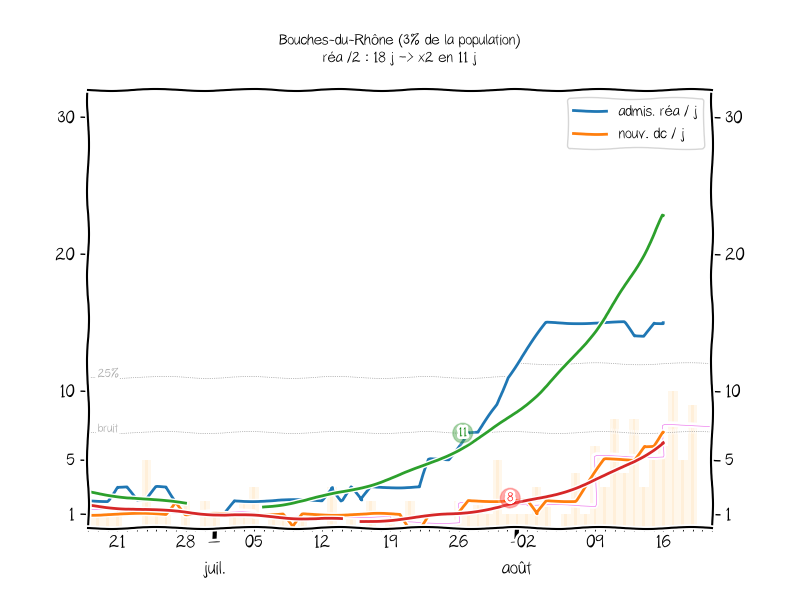 Bouches-du-Rhône (3% de la population)
réa /2 : 18 j -> x2 en 11 j
admis. réa / j
nouv. dc / j
30
30
20
20
25%
10
10
bruit
11
5
5
8
1
1
21 28 05 12 19 26 02 09 16
juil. août